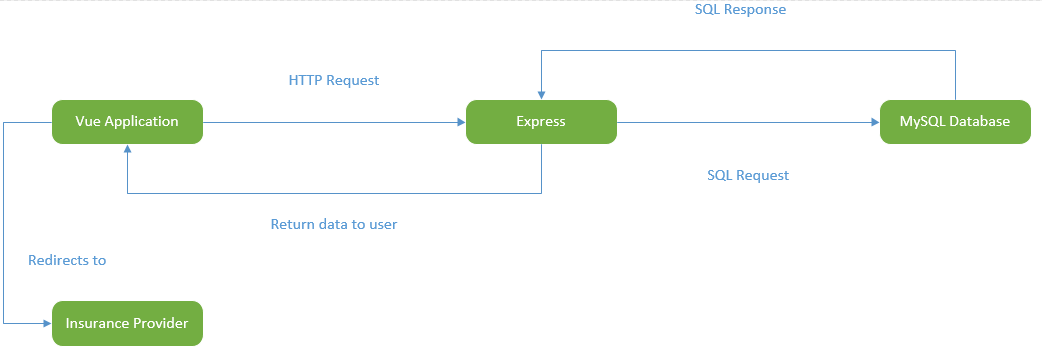 SQL Response
HTTP Request
Vue Application
Express
MySQL Database
SQL Request
Return data to user
Redirects to
Insurance Provider